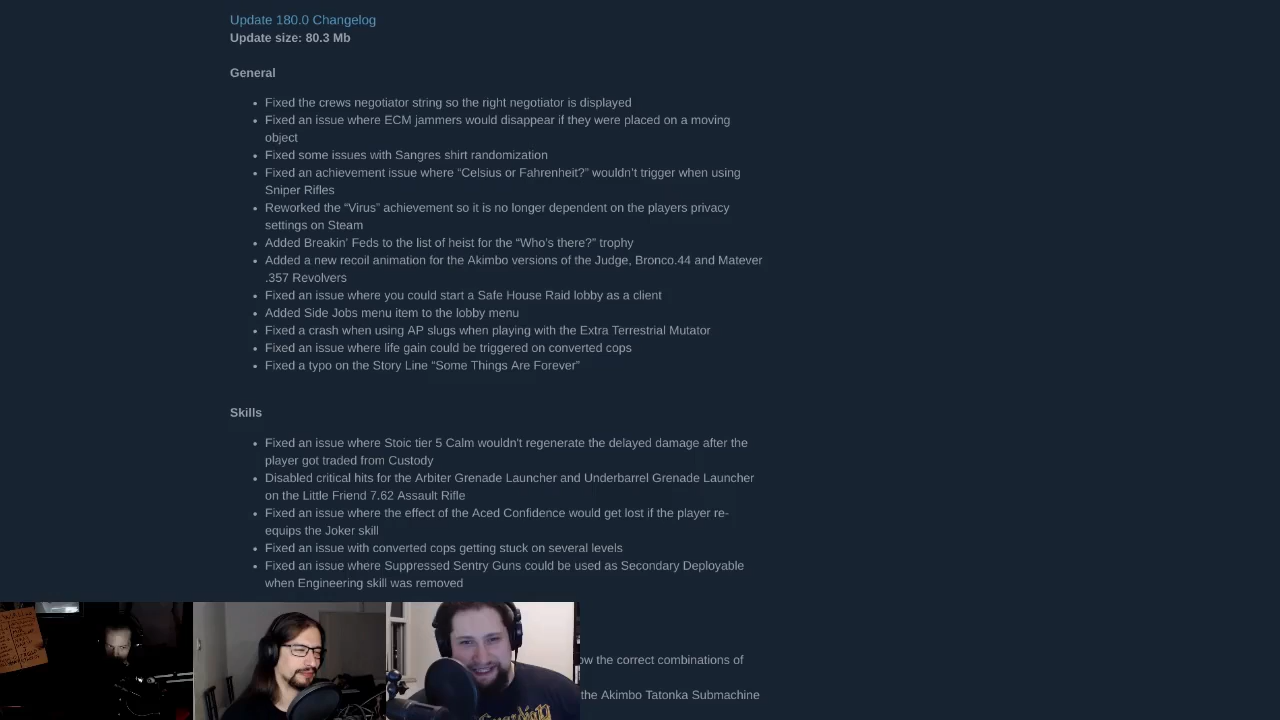 Update 180.0 Changelog
Update size: 80.3 Mb
General
Fixed the crews negotiator string so the right negotiator is displayed
Fixed an issue where ECM jammers would disappear if they were placed on a moving
object
Fixed some issues with Sangres shirt randomization
Fixed an achievement issue where “Celsius or Fahrenheit?” wouldn’t trigger when using
Sniper Rifles
Reworked the “Virus” achievement so it is no longer dependent on the players privacy
settings on Steam
Added Breakin’ Feds to the list of heist for the “Who’s there?” trophy
Added a new recoil animation for the Akimbo versions of the Judge, Bronco.44 and Matever
.357 Revolvers
Fixed an issue where you could start a Safe House Raid lobby as a client
Added Side Jobs menu item to the lobby menu
Fixed a crash when using AP slugs when playing with the Extra Terrestrial Mutator
Fixed an issue where life gain could be triggered on converted cops
Fixed a typo on the Story Line “Some Things Are Forever”
Skills
Fixed an issue where Stoic tier 5 Calm wouldn't regenerate the delayed damage after the
player got traded from Custody
Disabled critical hits for the Arbiter Grenade Launcher and Underbarrel Grenade Launcher
on the Little Friend 7.62 Assault Rifle
Fixed an issue where the effect of the Aced Confidence would get lost if the player re-
equips the Joker skill
Fixed an issue with converted cops getting stuck on several levels
Fixed an issue where Suppressed Sentry Guns could be used as Secondary Deployable
when Engineering skill was removed
the correct combinations of
the Akimbo Tatonka Submachine